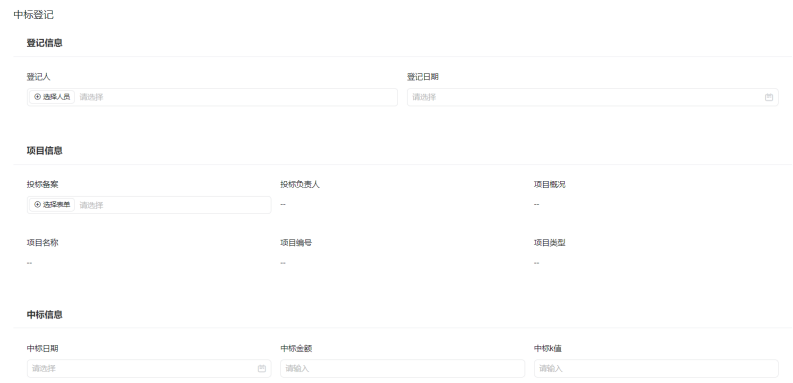 中标登记
登记信息
登记人 登记日期
选择人员 请选择 请选择
项目信息
投标备案 投标负责人 项目概况
选择表单 请选择 -- --
项目名称 项目编号 项目类型
-- -- --
中标信息
中标日期 中标金额 中标k值
请选择 请输入 请输入